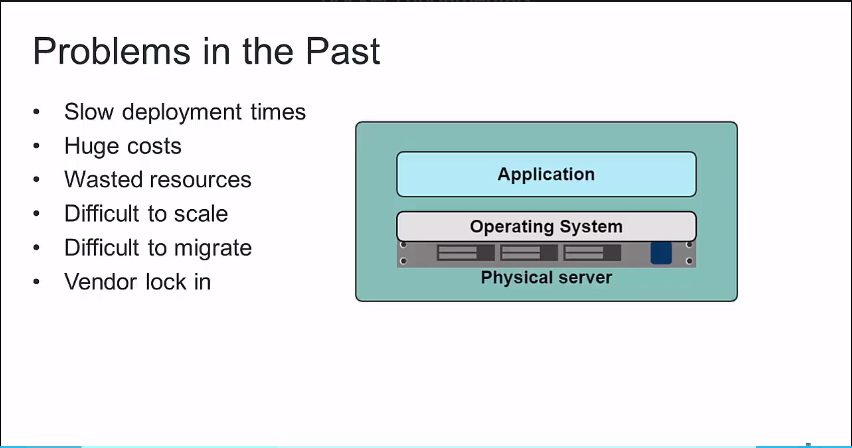 Problems in the Past
• Slow deployment times
• Huge costs
• Wasted resources
• Difficult to scale
• Difficult to migrate
• Vendor lock in
Application
Operating System
Physical server